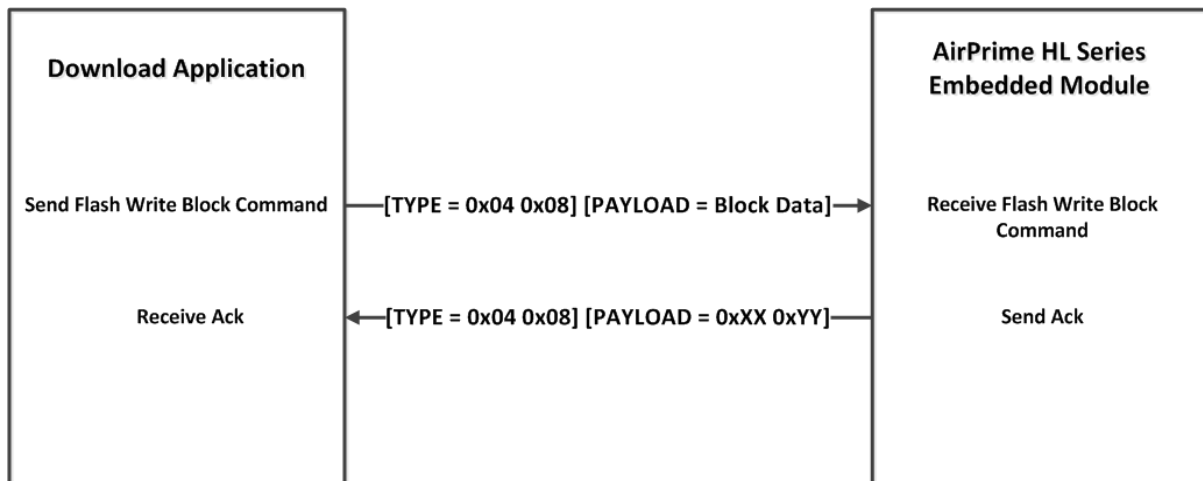 Download Application
AirPrime HL Series
Embedded Module
Send Flash Write Block Command
[TYPE = 0x04 0x08] [PAYLOAD = Block Data]
Receive Flash Write Block
Command
Receive Ack
[TYPE = 0x04 0x08] [PAYLOAD = 0xXX 0xYY]
Send Ack